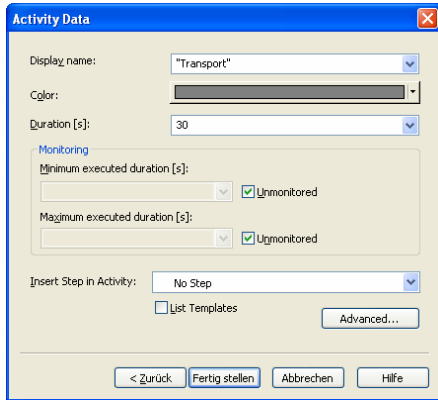 Activity Data
Display name: "Transport"
Color:
Duration [s]: 30
Monitoring
Minimum executed duration [s]:
Unmonitored
Maximum executed duration [s]:
Unmonitored
Insert Step in Activity: No Step
List Templates
Advanced...
< Zurück Fertig stellen Abbrechen Hilfe